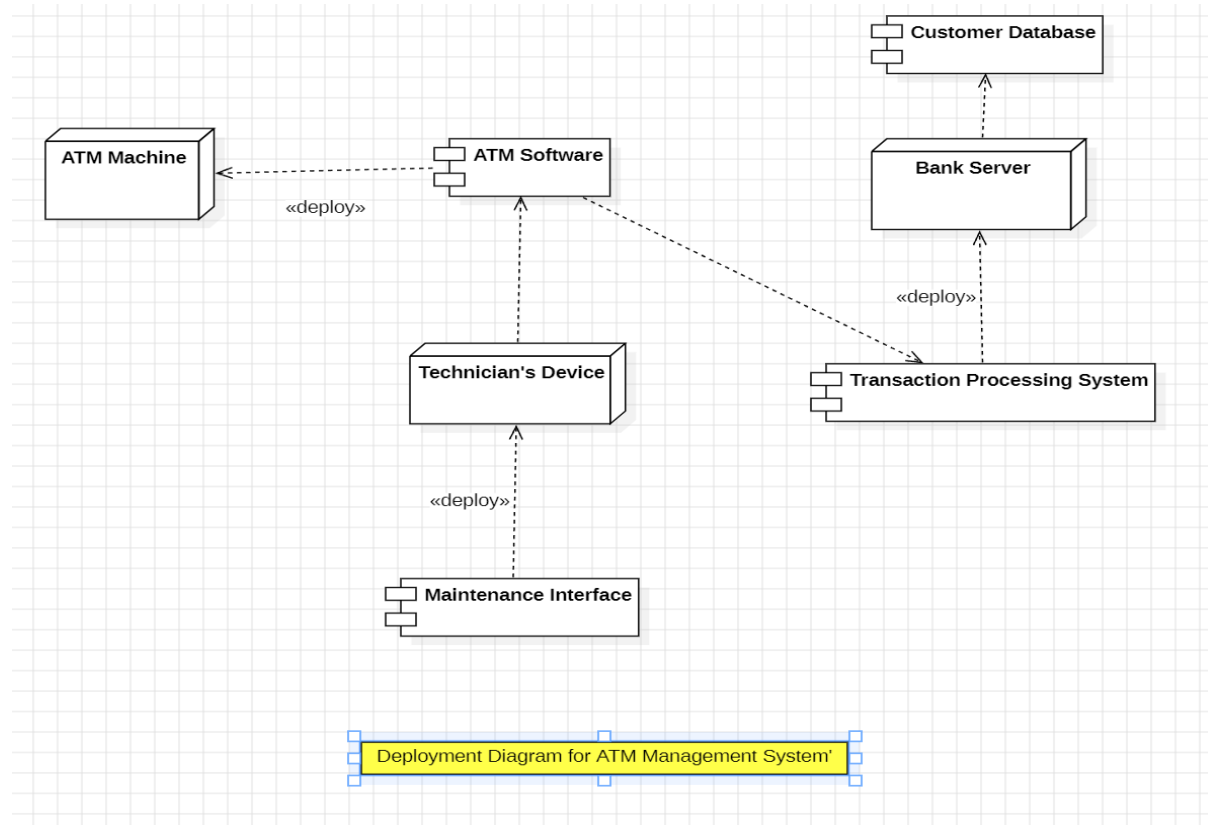 Customer Database
ATM Machine
ATM Software
Bank Server
«deploy»
«deploy»
Technician's Device
Transaction Processing System
«deploy»
Maintenance Interface
Deployment Diagram for ATM Management System'